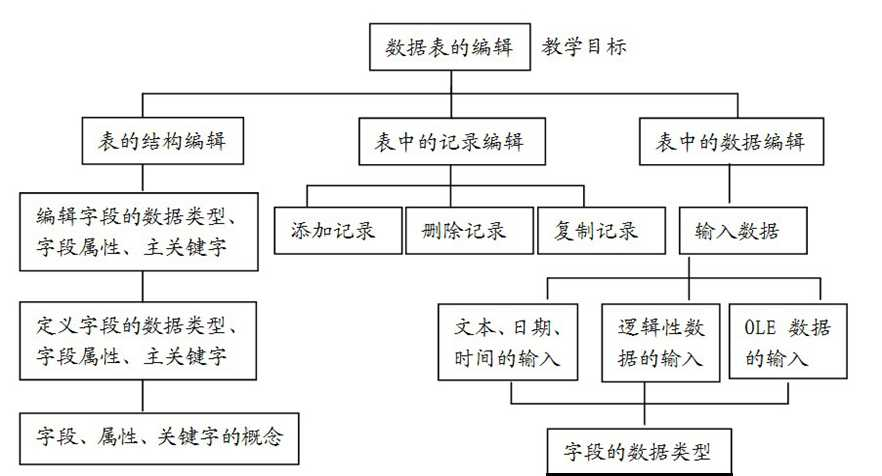 数据表的编辑 教学目标
表的结构编辑
表中的记录编辑
表中的数据编辑
编辑字段的数据类型、
字段属性、主关键字
添加记录
删除记录
复制记录
输入数据
定义字段的数据类型、
字段属性、主关键字
文本、日期、
时间的输入
逻辑性数
据的输入
OLE 数据
的输入
字段、属性、关键字的概念
字段的数据类型